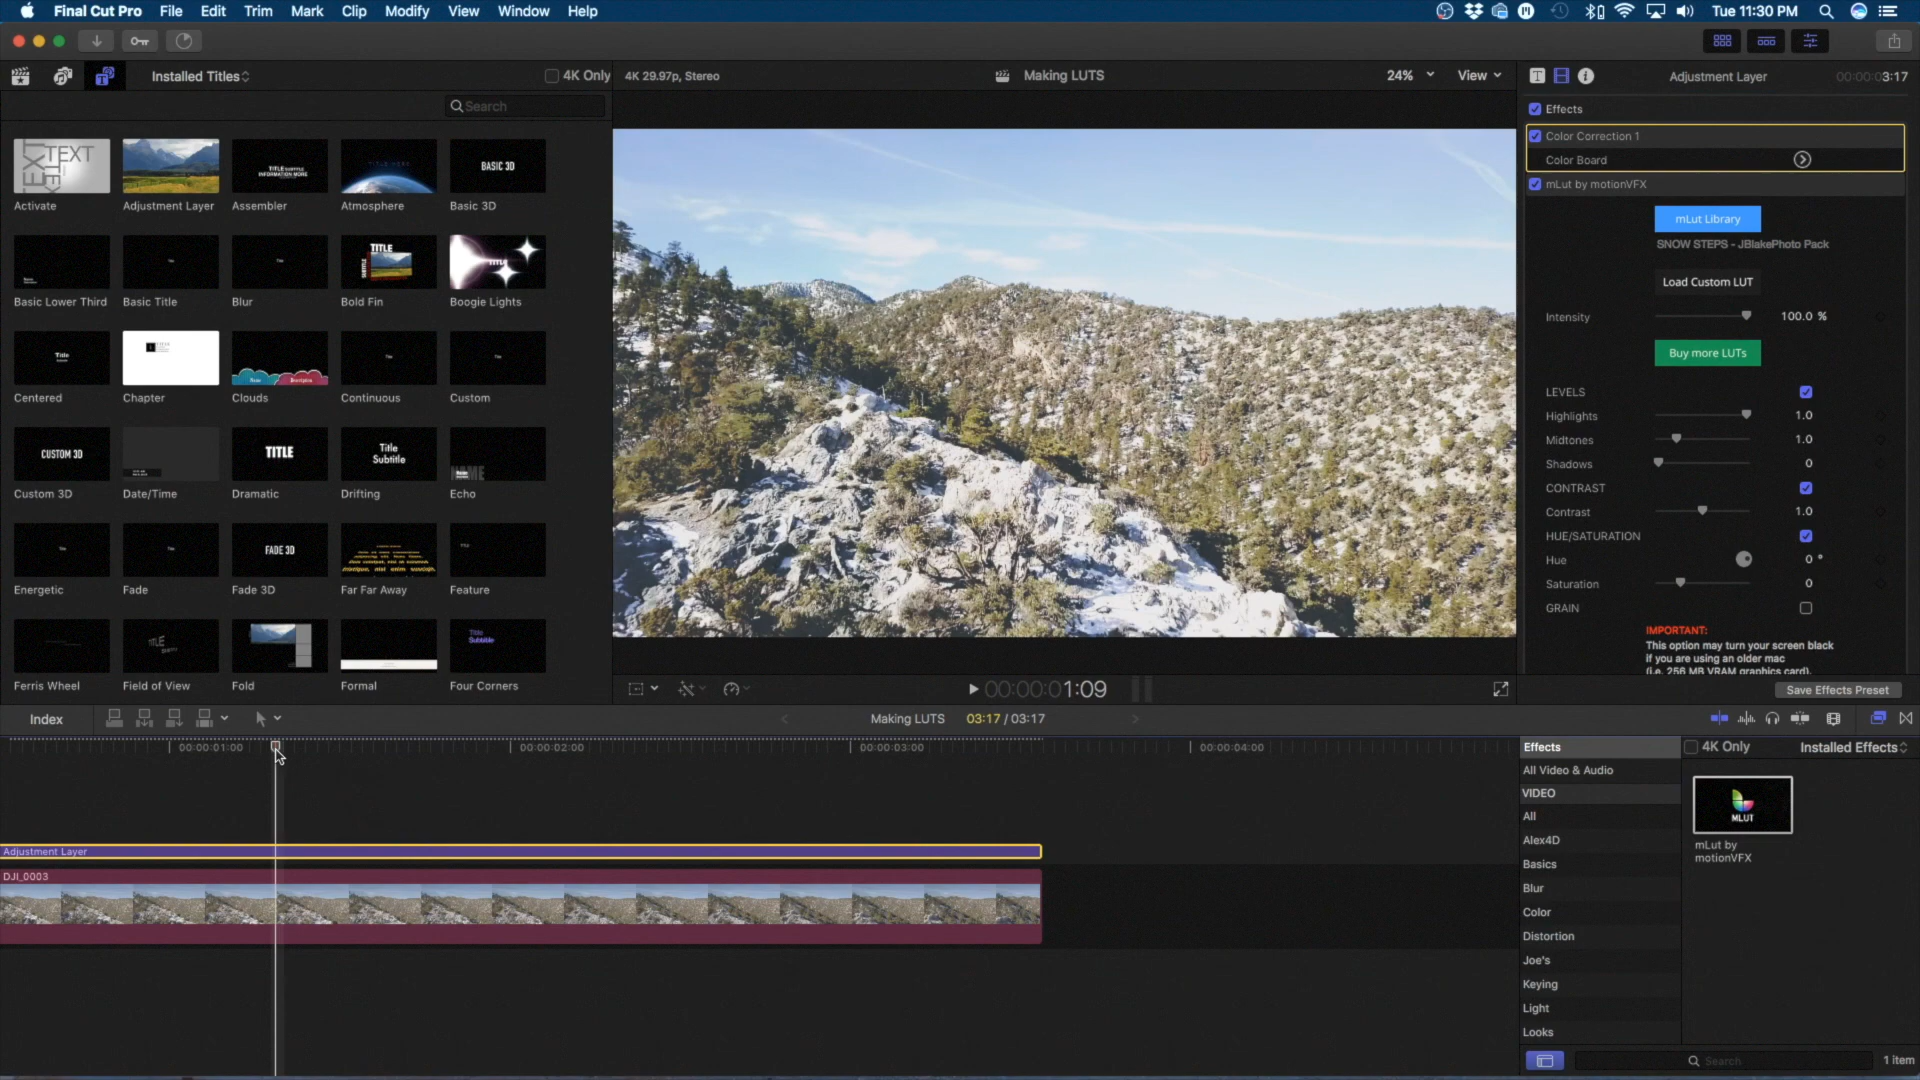 Final Cut Pro File Edit Trim Mark Clip Modify View Window Help
Tue 11:30 PM
Installed Titles
4K Only
4K 29.97p, Stereo
Making LUTS
24%
View
Adjustment Layer
00:00:03:17
Search
Effects
Color Correction 1
Color Board
mLut by motionVFX
mLut Library
SNOW STEPS - JBlakePhoto Pack
Load Custom LUT
Intensity 100.0 %
Buy more LUTs
LEVELS
Highlights 1.0
Midtones 1.0
Shadows 0
CONTRAST
Contrast 1.0
HUE/SATURATION
Hue 0 °
Saturation 0
GRAIN
IMPORTANT:
This option may turn your screen black
if you are using an older mac
(i.e. 256 MB VRAM graphics card).
Save Effects Preset
TEXT
TEXT
BASIC 3D
Activate Adjustment Layer Assembler Atmosphere Basic 3D
TITLE
Basic Lower Third Basic Title Blur Bold Fin Boogie Lights
Title
Centered Chapter Clouds Continuous Custom
CUSTOM 3D
TITLE
Title
Subtitle
NAME
Custom 3D Date/Time Dramatic Drifting Echo
FADE 3D
Energetic Fade Fade 3D Far Far Away Feature
Title
Subtitle
Ferris Wheel Field of View Fold Formal Four Corners
00:00:01:09
Index
Making LUTS 03:17 / 03:17
00:00:01:00 00:00:02:00 00:00:03:00 00:00:04:00
Adjustment Layer
DJI_0003
Effects
4K Only
Installed Effects
All Video & Audio
VIDEO
All
Alex4D
Basics
Blur
Color
Distortion
Joe's
Keying
Light
Looks
MLUT
mLut by
motionVFX
Search
1 item